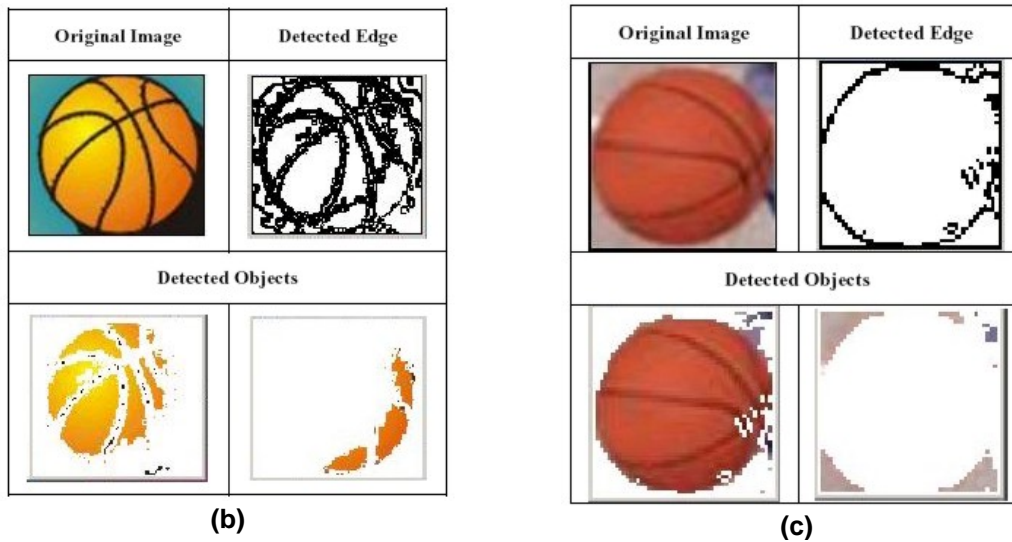 Original Image
Detected Edge
Detected Objects
(b)
Original Image
Detected Edge
Detected Objects
(c)